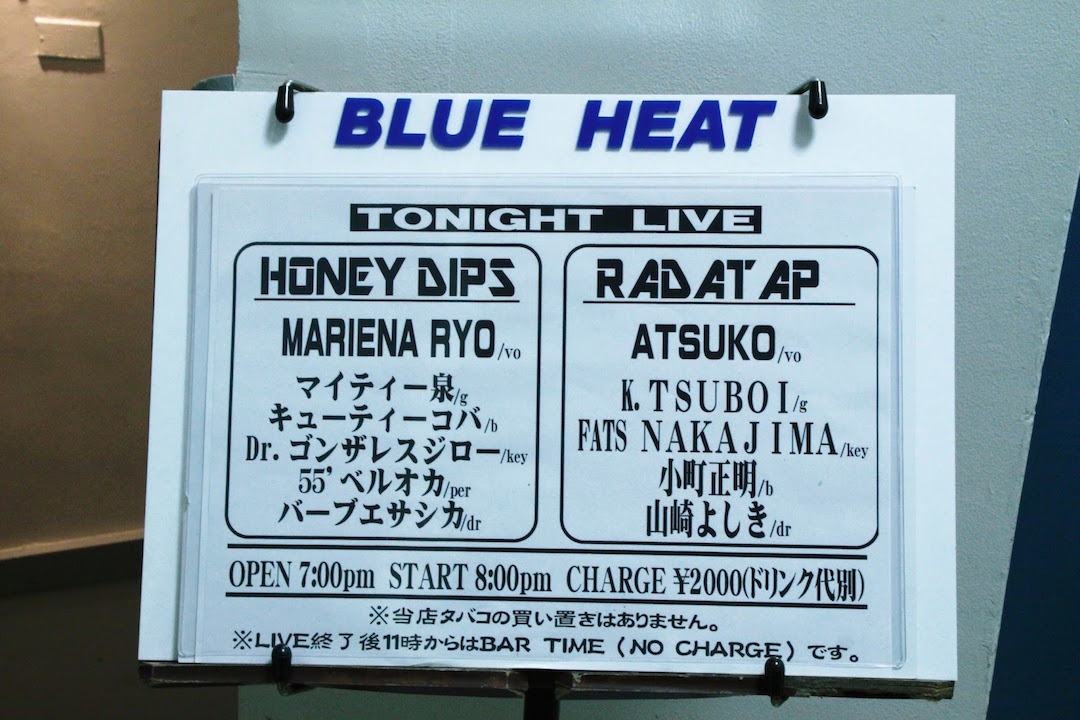 BLUE HEAT
TONIGHT LIVE
HONEY DIPS
MARIENA RYO/vo
マイティー泉/g
キューティーコバ/b
Dr. ゴンザレスジロー/key
55'ベルオカ/per
バーブエサシカ/dr
RADATAP
ATSUKO/vo
K. TSUBOI/g
FATS NAKAJIMA/key
小町正明/b
山崎よしき/dr
OPEN 7:00pm START 8:00pm CHARGE ¥2000(ドリンク代別)
※当店タバコの買い置きはありません。
※LIVE終了後11時からはBAR TIME (NO CHARGE) です。